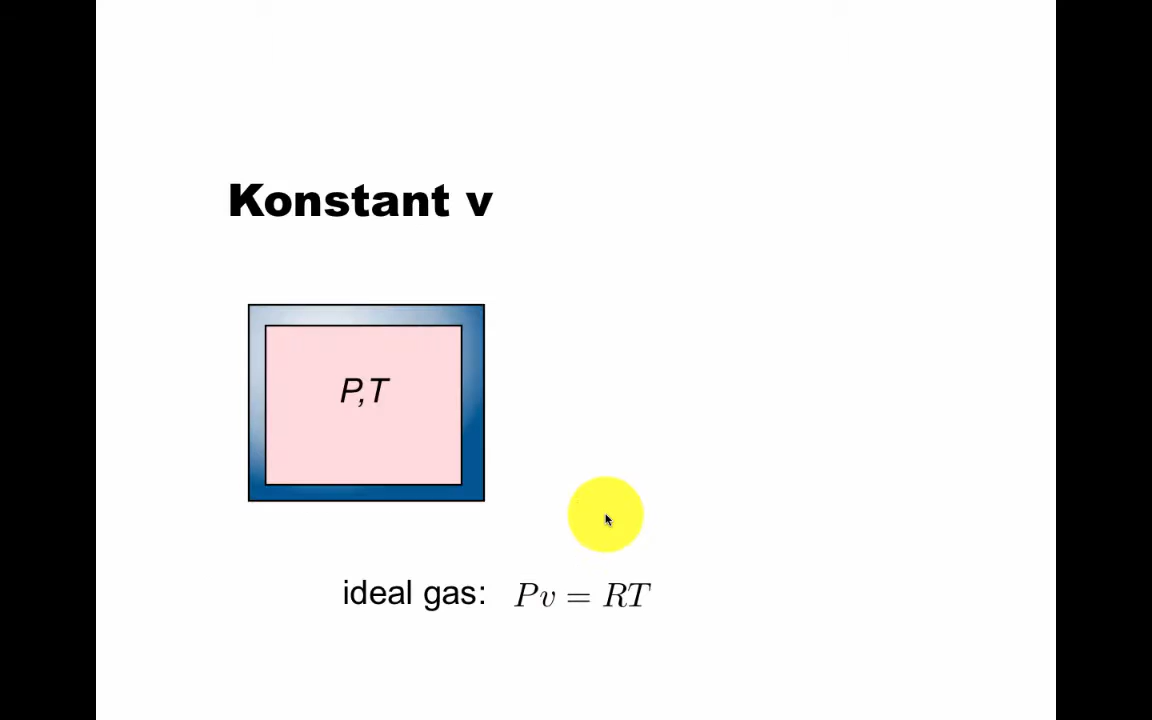 Konstant v
P,T
ideal gas: Pv = RT